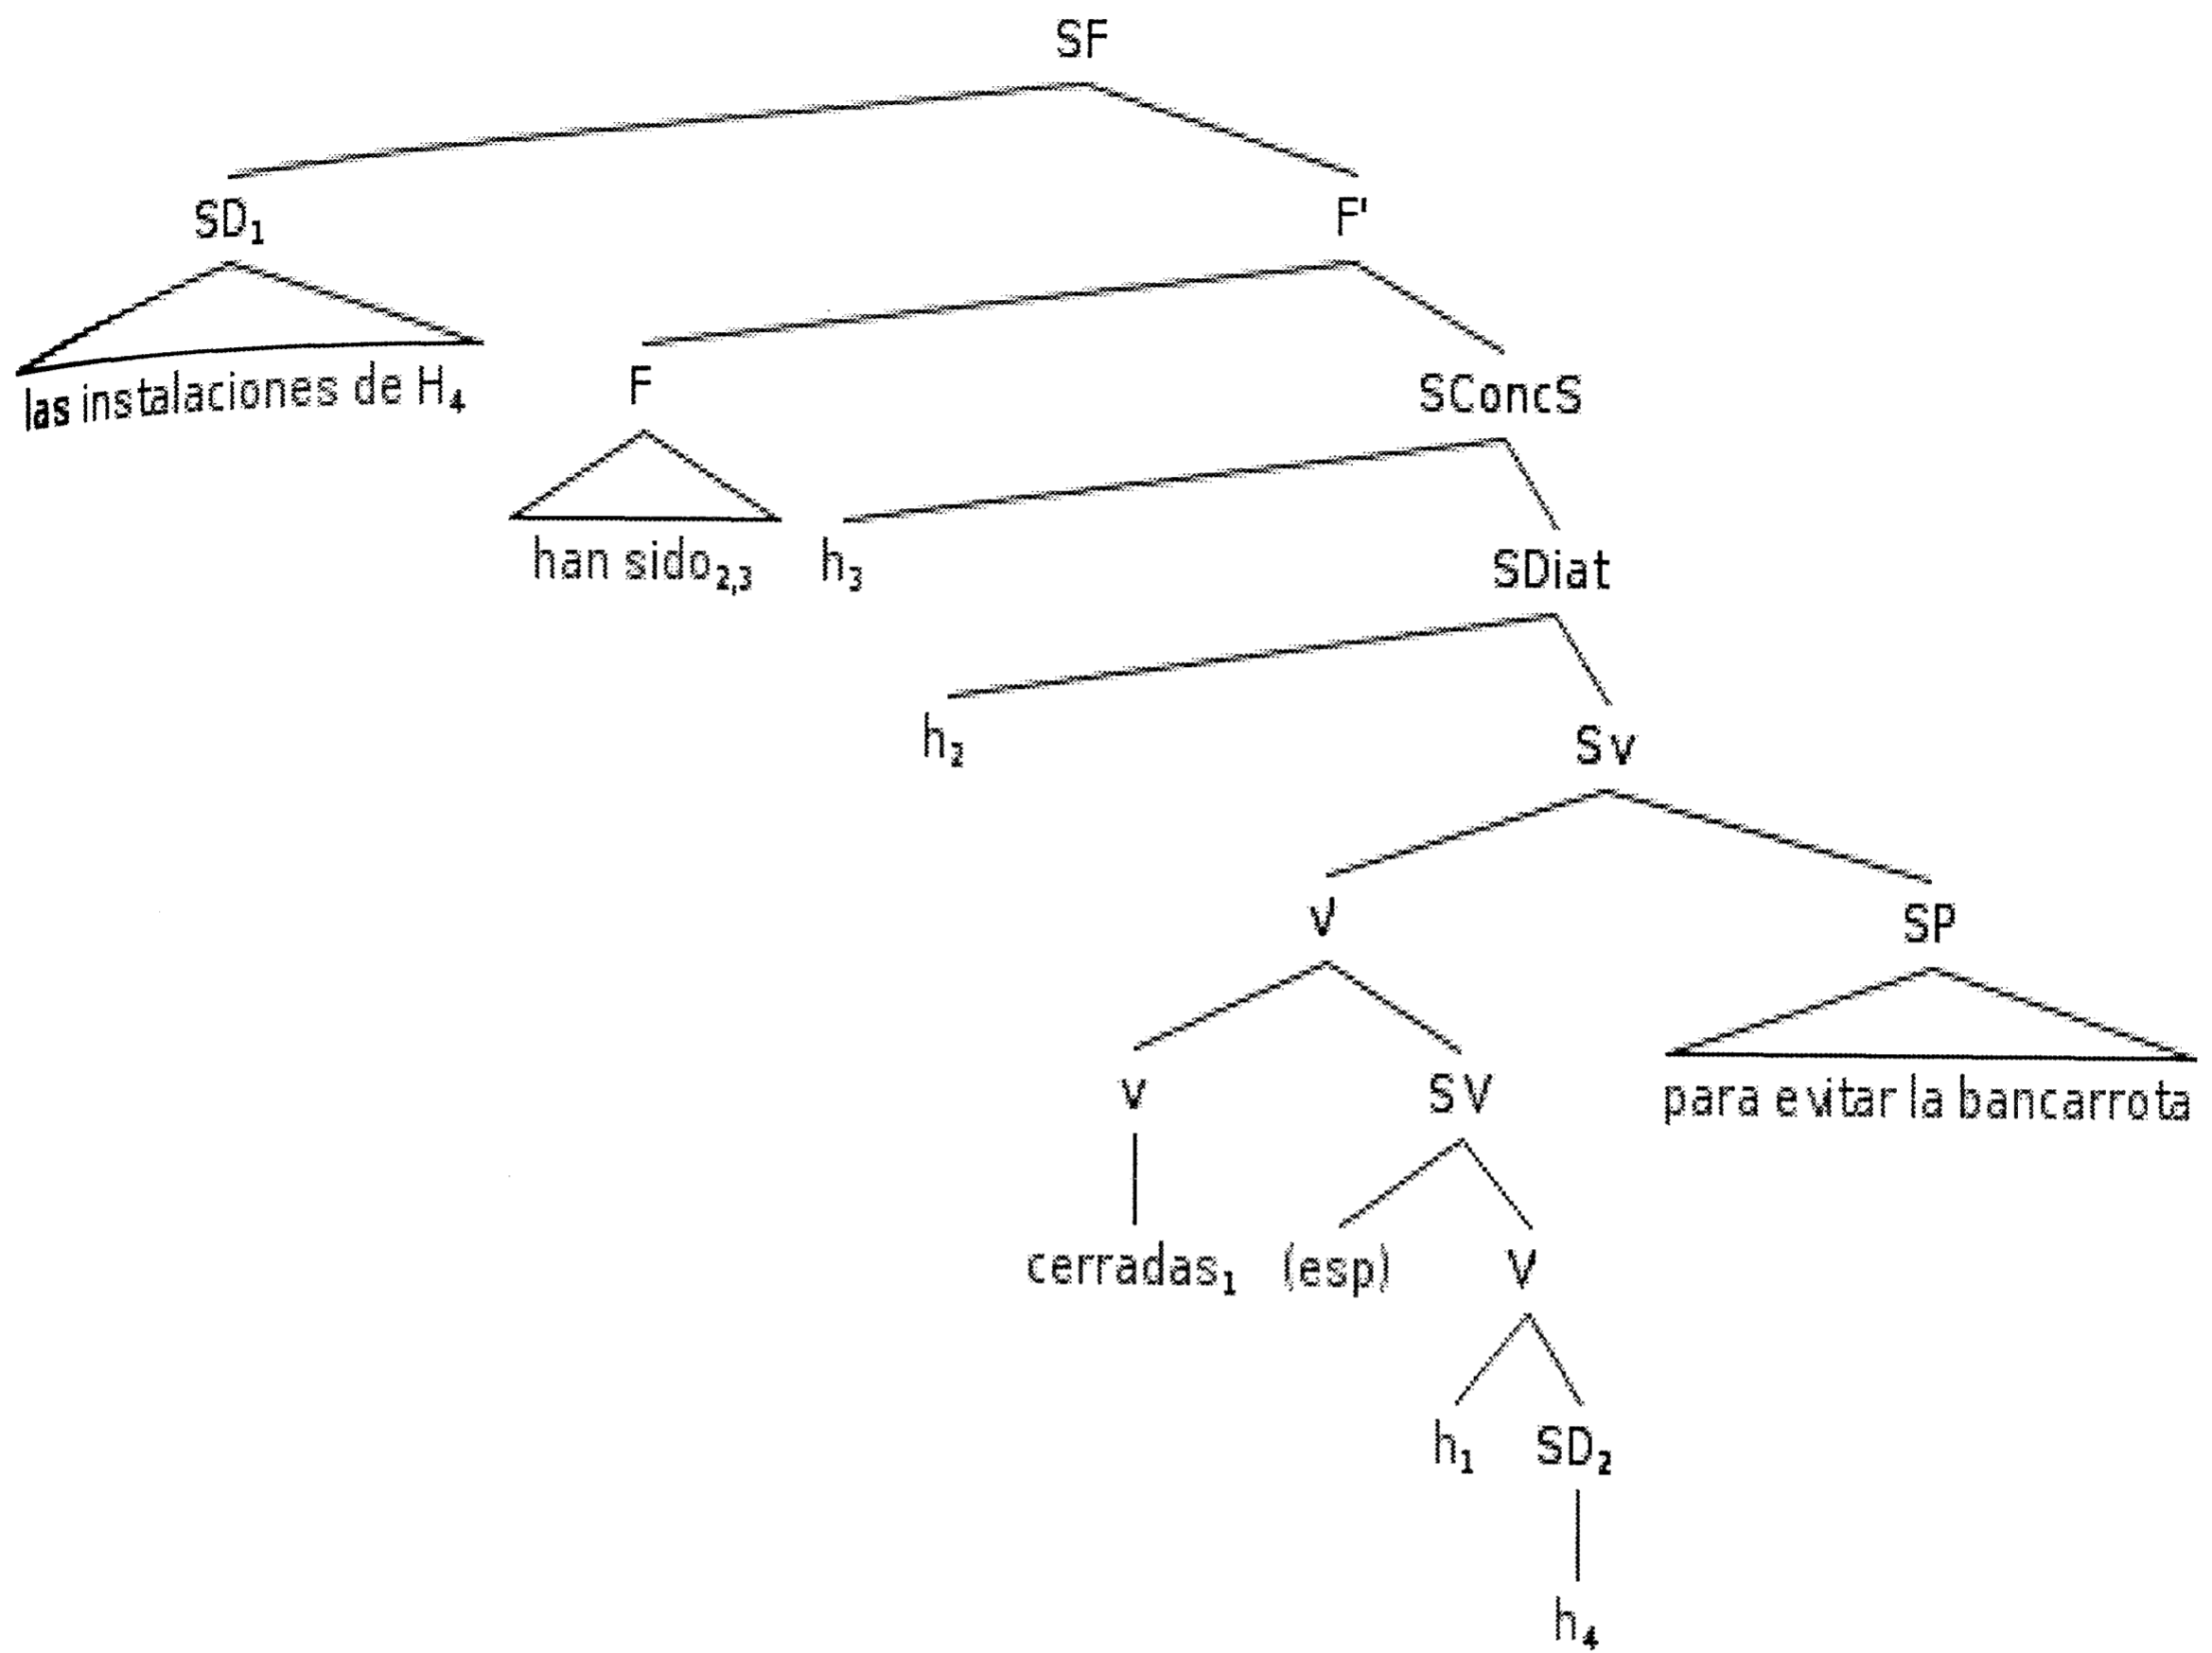 SF
SD₁ F'
las instalaciones de H₄ F SConcS
han sido₂,₃ h₃ SDiat
h₂ Sv
v' SP
v SV para evitar la bancarrota
cerradas₁ (esp) V
h₁ SD₂
h₄